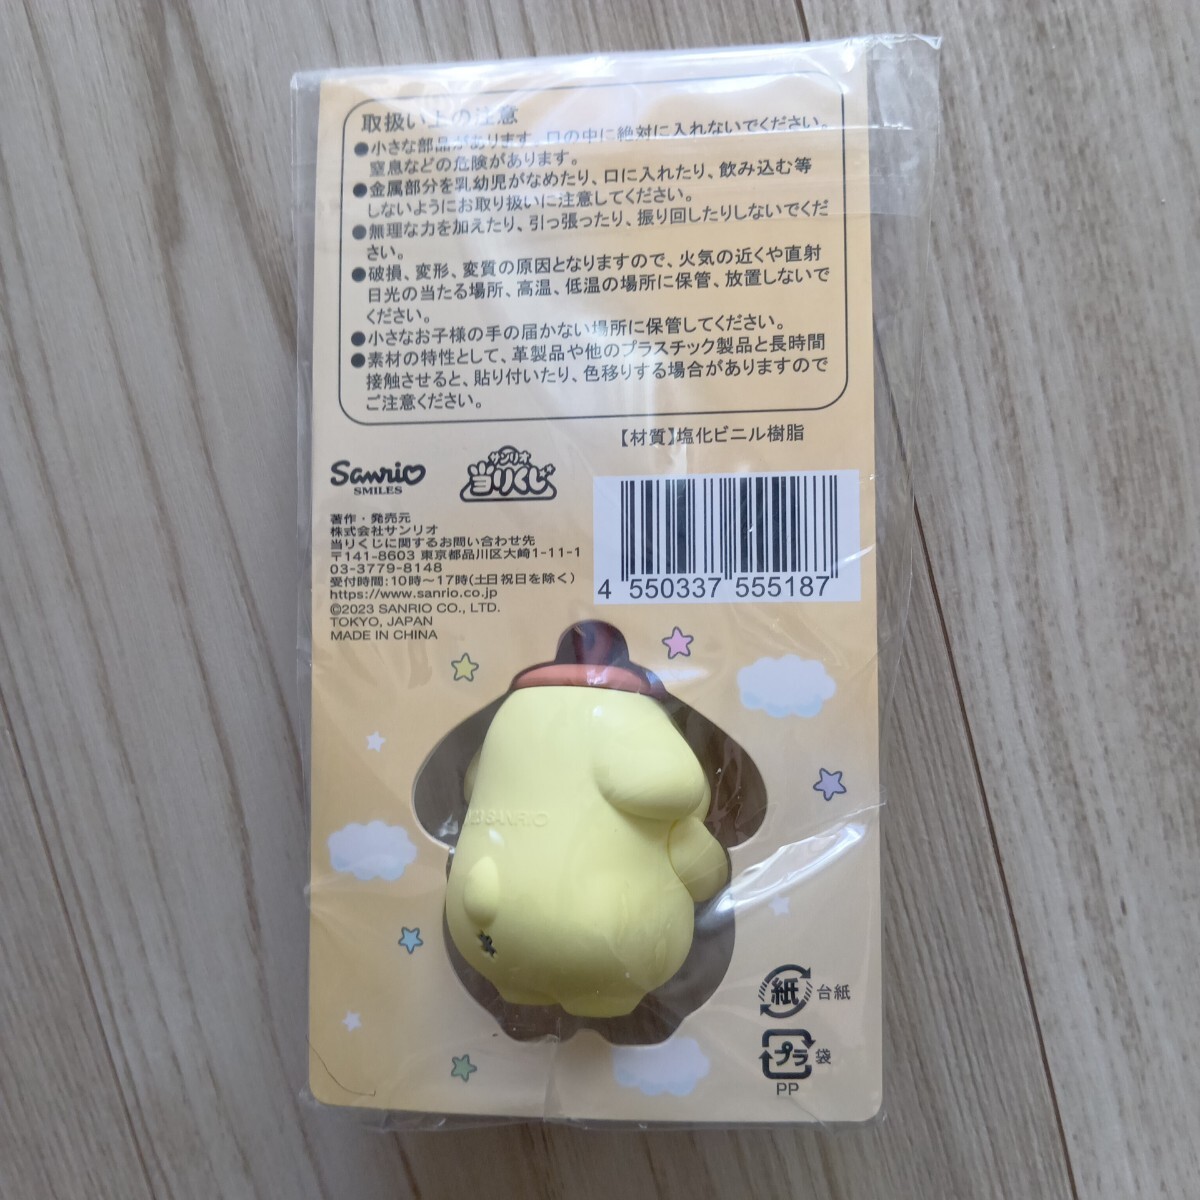 取扱い上の注意
●小さな部品があります。口の中に絶対に入れないでください。
窒息などの危険があります。
●金属部分を乳幼児がなめたり、口に入れたり、飲み込む等
しないようにお取り扱いに注意してください。
●無理な力を加えたり、引っ張ったり、振り回したりしないでくだ
さい。
●破損、変形、変質の原因となりますので、火気の近くや直射
日光の当たる場所、高温、低温の場所に保管、放置しないで
ください。
●小さなお子様の手の届かない場所に保管してください。
●素材の特性として、革製品や他のプラスチック製品と長時間
接触させると、貼り付いたり、色移りする場合がありますので
ご注意ください。
【材質】塩化ビニル樹脂
Sanrio
SMILES
サンリオ
当りくじ
著作・発売元
株式会社サンリオ
当りくじに関するお問い合わせ先
〒141-8603 東京都品川区大崎1-11-1
03-3779-8148
受付時間:10時～17時(土日祝日を除く)
https://www.sanrio.co.jp
©2023 SANRIO CO., LTD.
TOKYO, JAPAN
MADE IN CHINA
4 550337 555187
SANRIO
紙 台紙
プラ 袋
PP